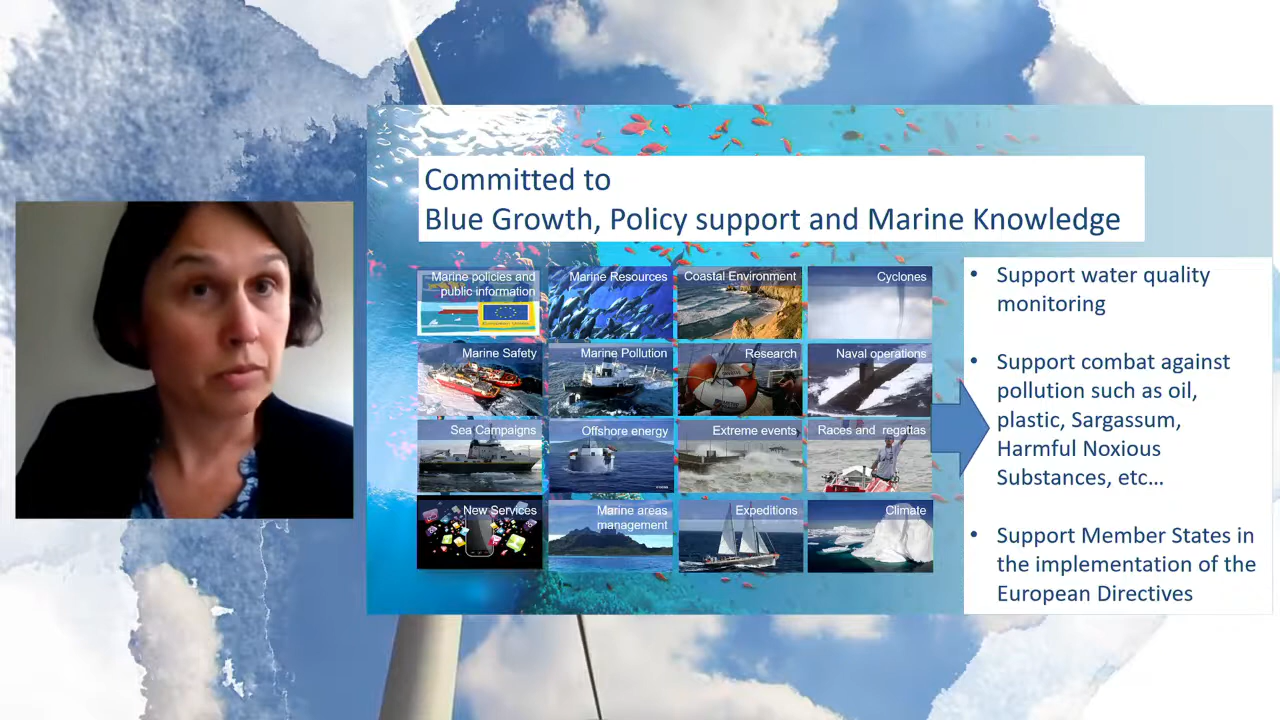 Committed to
Blue Growth, Policy support and Marine Knowledge
Marine policies and
public information
Marine Resources
Coastal Environment
Cyclones
Marine Safety
Marine Pollution
Research
Naval operations
Sea Campaigns
Offshore energy
Extreme events
Races and regattas
New Services
Marine areas
management
Expeditions
Climate
• Support water quality
monitoring
• Support combat against
pollution such as oil,
plastic, Sargassum,
Harmful Noxious
Substances, etc…
• Support Member States in
the implementation of the
European Directives